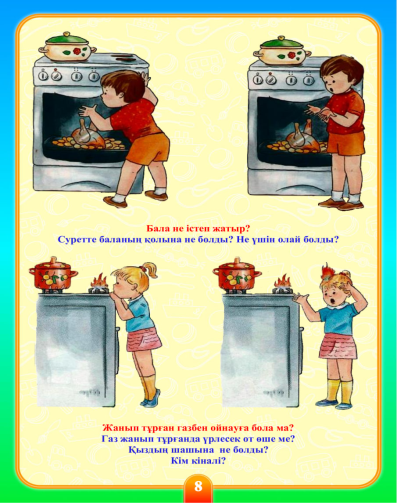 Бала не істеп жатыр?
Суретте баланың қолына не болды? Не үшін олай болды?
Жанып тұрған газбен ойнауға бола ма?
Газ жанып тұрғанда үрлесек от өше ме?
Қыздың шашына не болды?
Кім кінәлі?
8